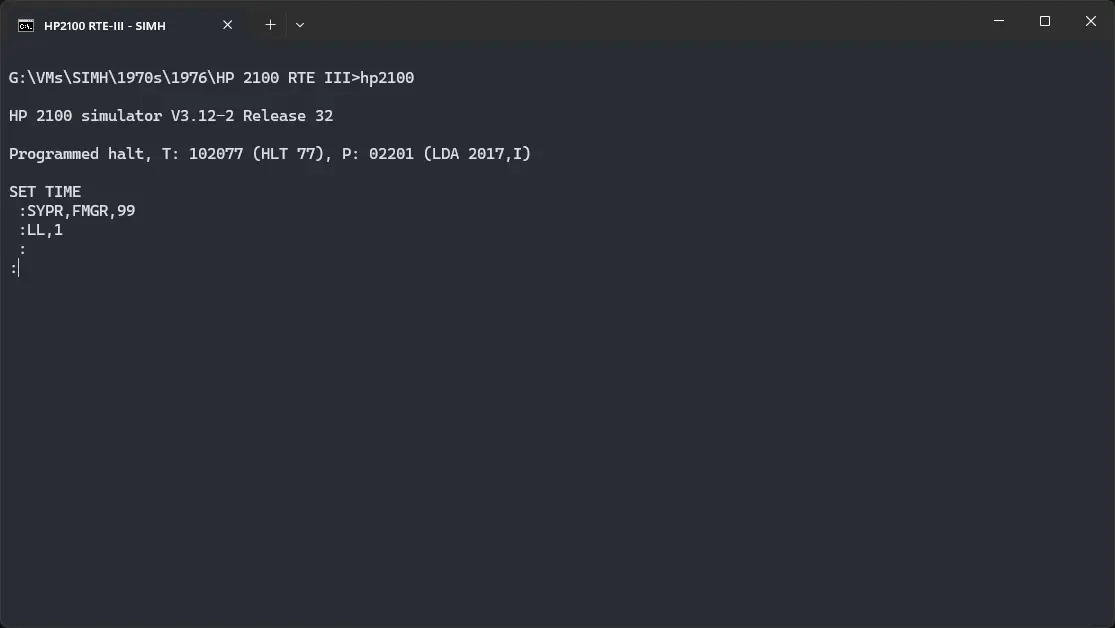 HP2100 RTE-III - SIMH
G:\VMs\SIMH\1970s\1976\HP 2100 RTE III>hp2100
HP 2100 simulator V3.12-2 Release 32
Programmed halt, T: 102077 (HLT 77), P: 02201 (LDA 2017,I)
SET TIME
:SYPR,FMGR,99
:LL,1
:
: